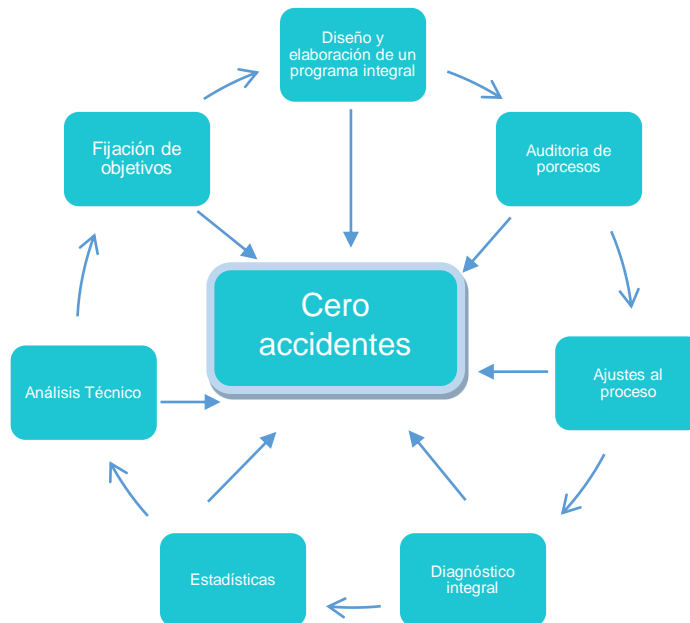 Diseño y
elaboración de un
programa integral
Fijación de
objetivos
Auditoria de
porcesos
Cero
accidentes
Análisis Técnico
Ajustes al
proceso
Estadísticas
Diagnóstico
integral